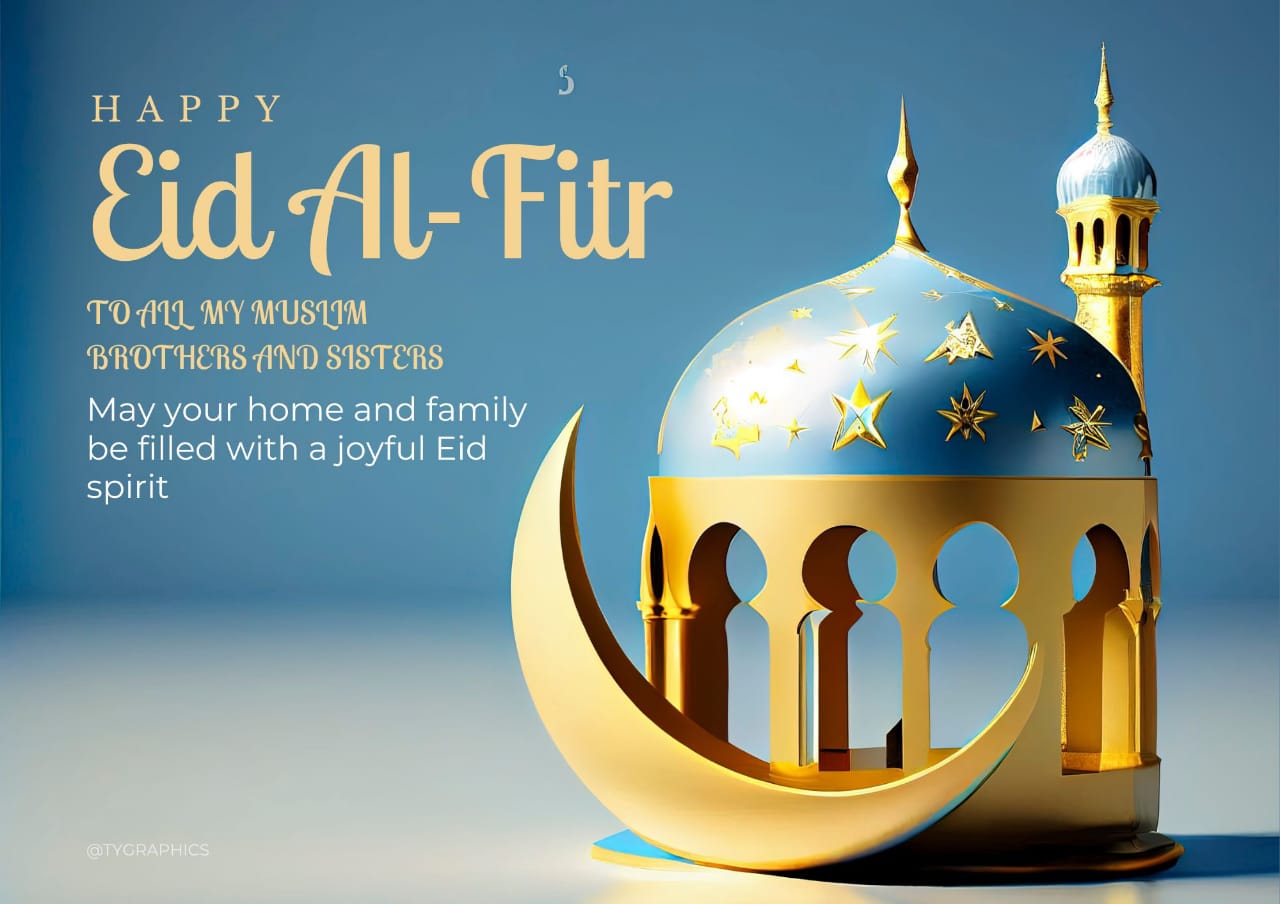 HAPPY
Eid Al-Fitr
TO ALL MY MUSLIM
BROTHERS AND SISTERS
May your home and family
be filled with a joyful Eid
spirit
@TYGRAPHICS